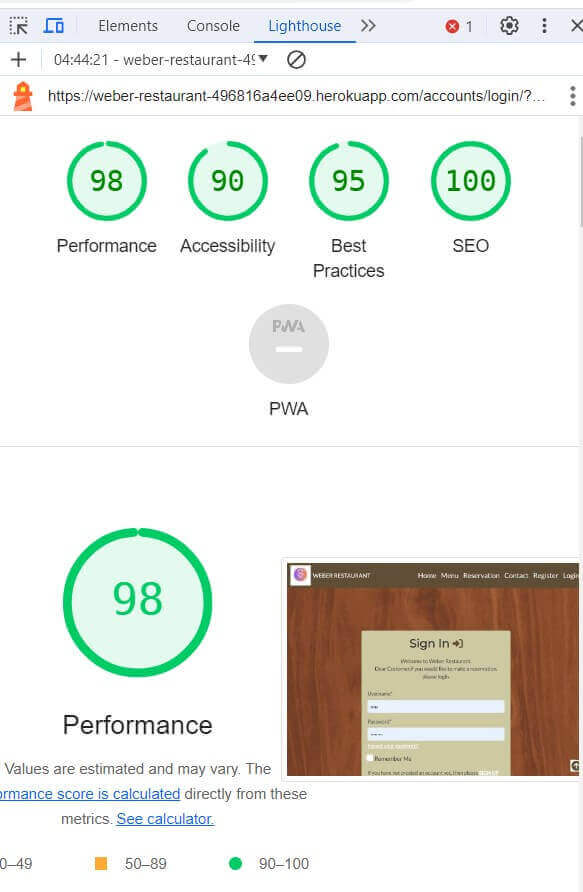 Elements Console Lighthouse 1
04:44:21 - weber-restaurant-49
https://weber-restaurant-496816a4ee09.herokuapp.com/accounts/login/?...
98 90 95 100
Performance Accessibility Best Practices SEO
PWA
PWA
98
WEBER RESTAURANT Home Menu Reservation Contact Register Login
Sign In
Welcome to Weber Restaurant.
Dear Customer if you would like to make a reservation
please login.
Username*
Password*
Remember Me
If you have not created an account yet, then please SIGN UP
Performance
Values are estimated and may vary. The
ormance score is calculated directly from these
metrics. See calculator.
0–49 50–89 90–100